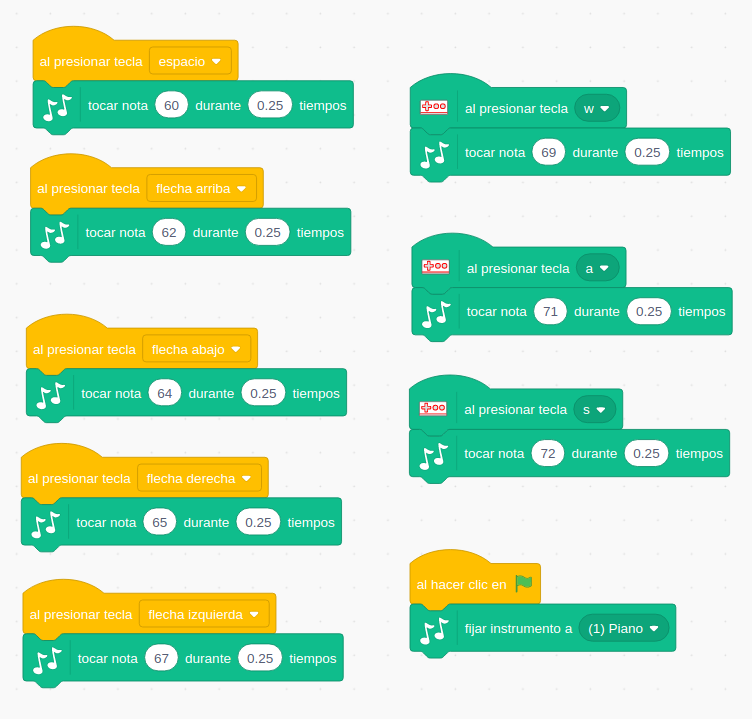 al presionar tecla espacio
tocar nota 60 durante 0.25 tiempos
al presionar tecla flecha arriba
tocar nota 62 durante 0.25 tiempos
al presionar tecla flecha abajo
tocar nota 64 durante 0.25 tiempos
al presionar tecla flecha derecha
tocar nota 65 durante 0.25 tiempos
al presionar tecla flecha izquierda
tocar nota 67 durante 0.25 tiempos
al presionar tecla w
tocar nota 69 durante 0.25 tiempos
al presionar tecla a
tocar nota 71 durante 0.25 tiempos
al presionar tecla s
tocar nota 72 durante 0.25 tiempos
al hacer clic en
fijar instrumento a (1) Piano